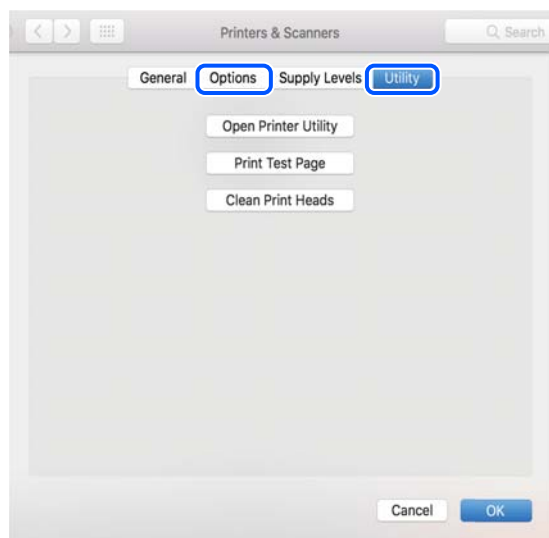 Printers & Scanners Search
General Options Supply Levels Utility
Open Printer Utility
Print Test Page
Clean Print Heads
Cancel OK